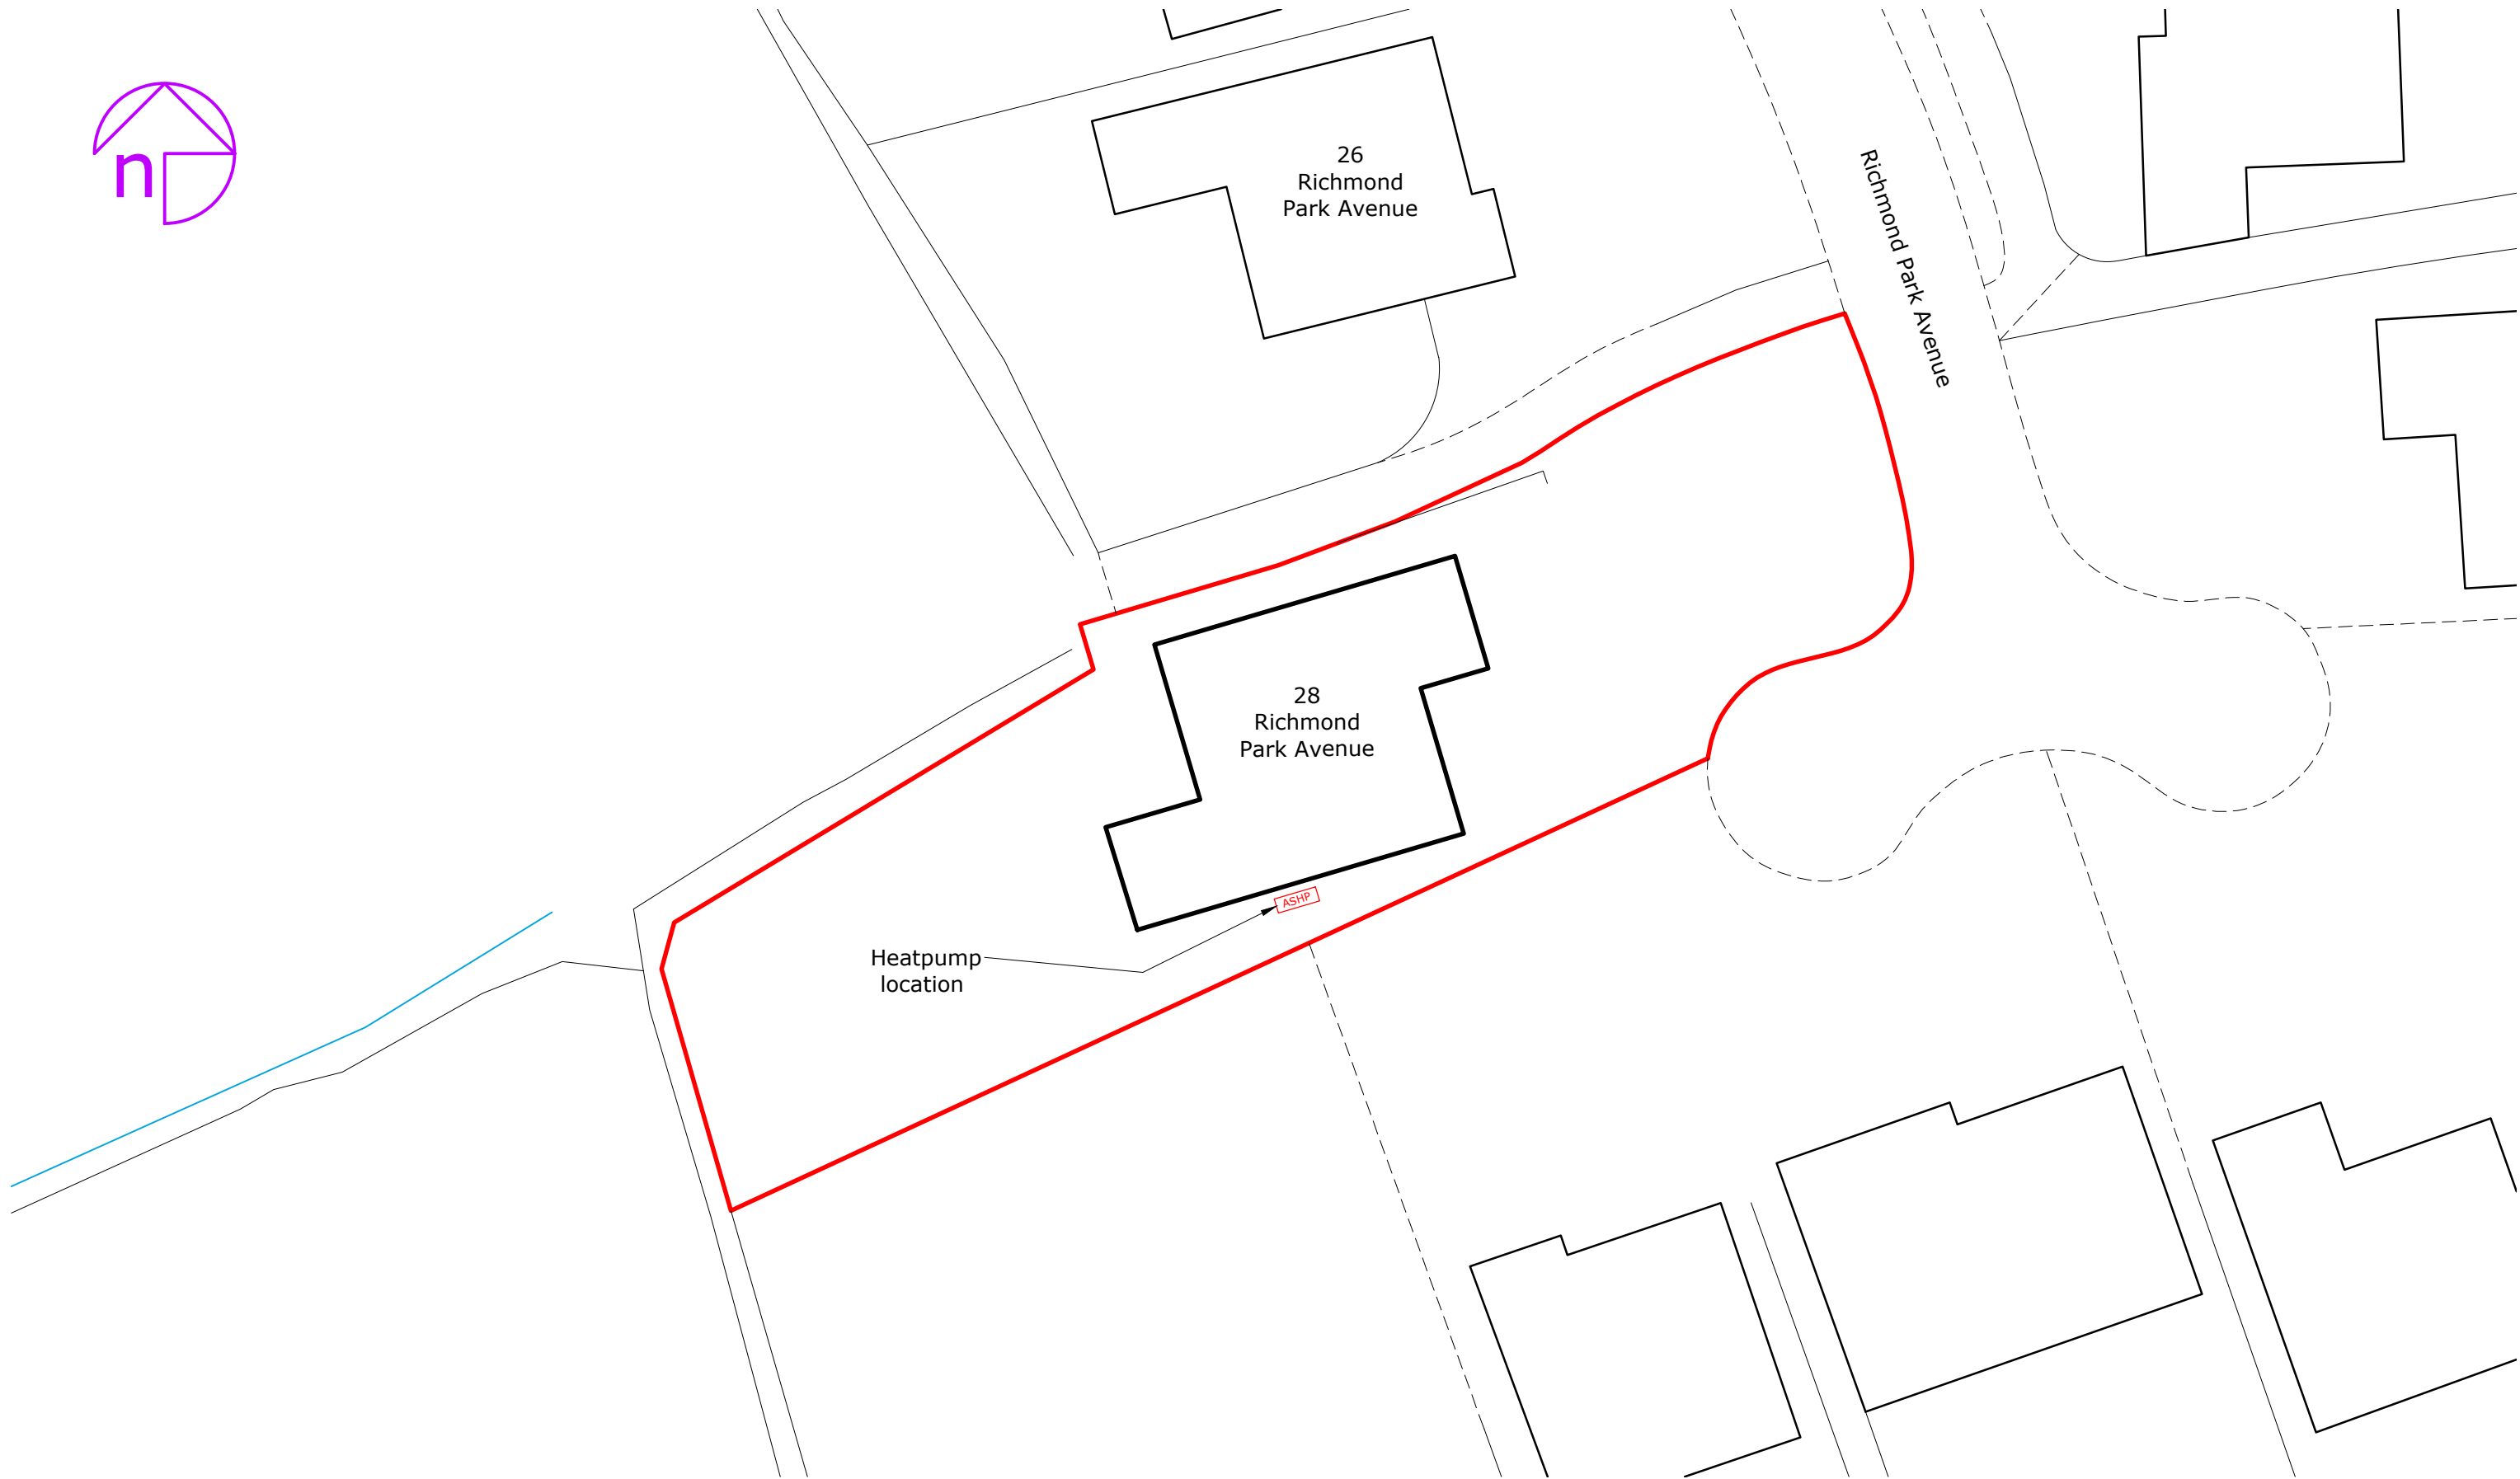 n
26
Richmond
Park Avenue
Richmond Park Avenue
28
Richmond
Park Avenue
ASHP
Heatpump
location